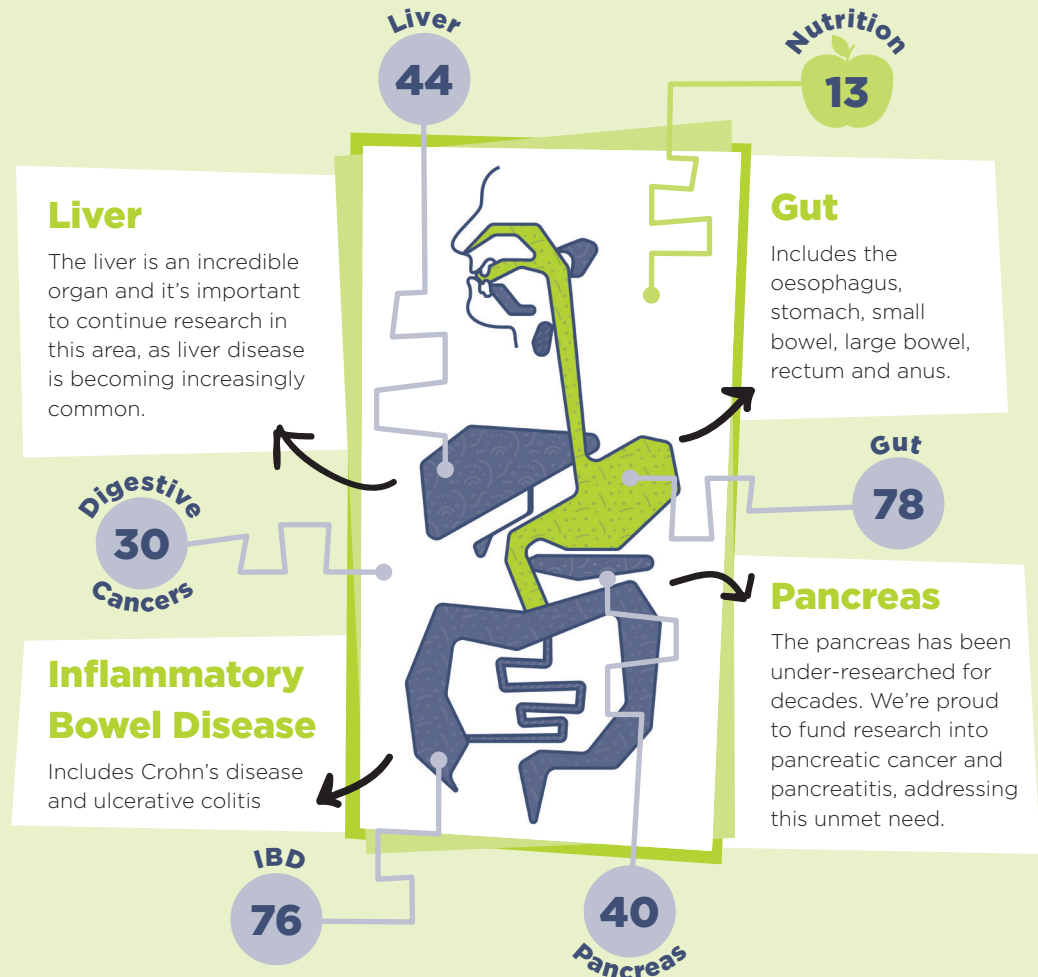 Liver
44
Nutrition
13
Liver
The liver is an incredible
organ and it's important
to continue research in
this area, as liver disease
is becoming increasingly
common.
Gut
Includes the
oesophagus,
stomach, small
bowel, large bowel,
rectum and anus.
Digestive
30
Cancers
Gut
78
Inflammatory
Bowel Disease
Includes Crohn's disease
and ulcerative colitis
Pancreas
The pancreas has been
under-researched for
decades. We're proud
to fund research into
pancreatic cancer and
pancreatitis, addressing
this unmet need.
IBD
76
40
Pancreas